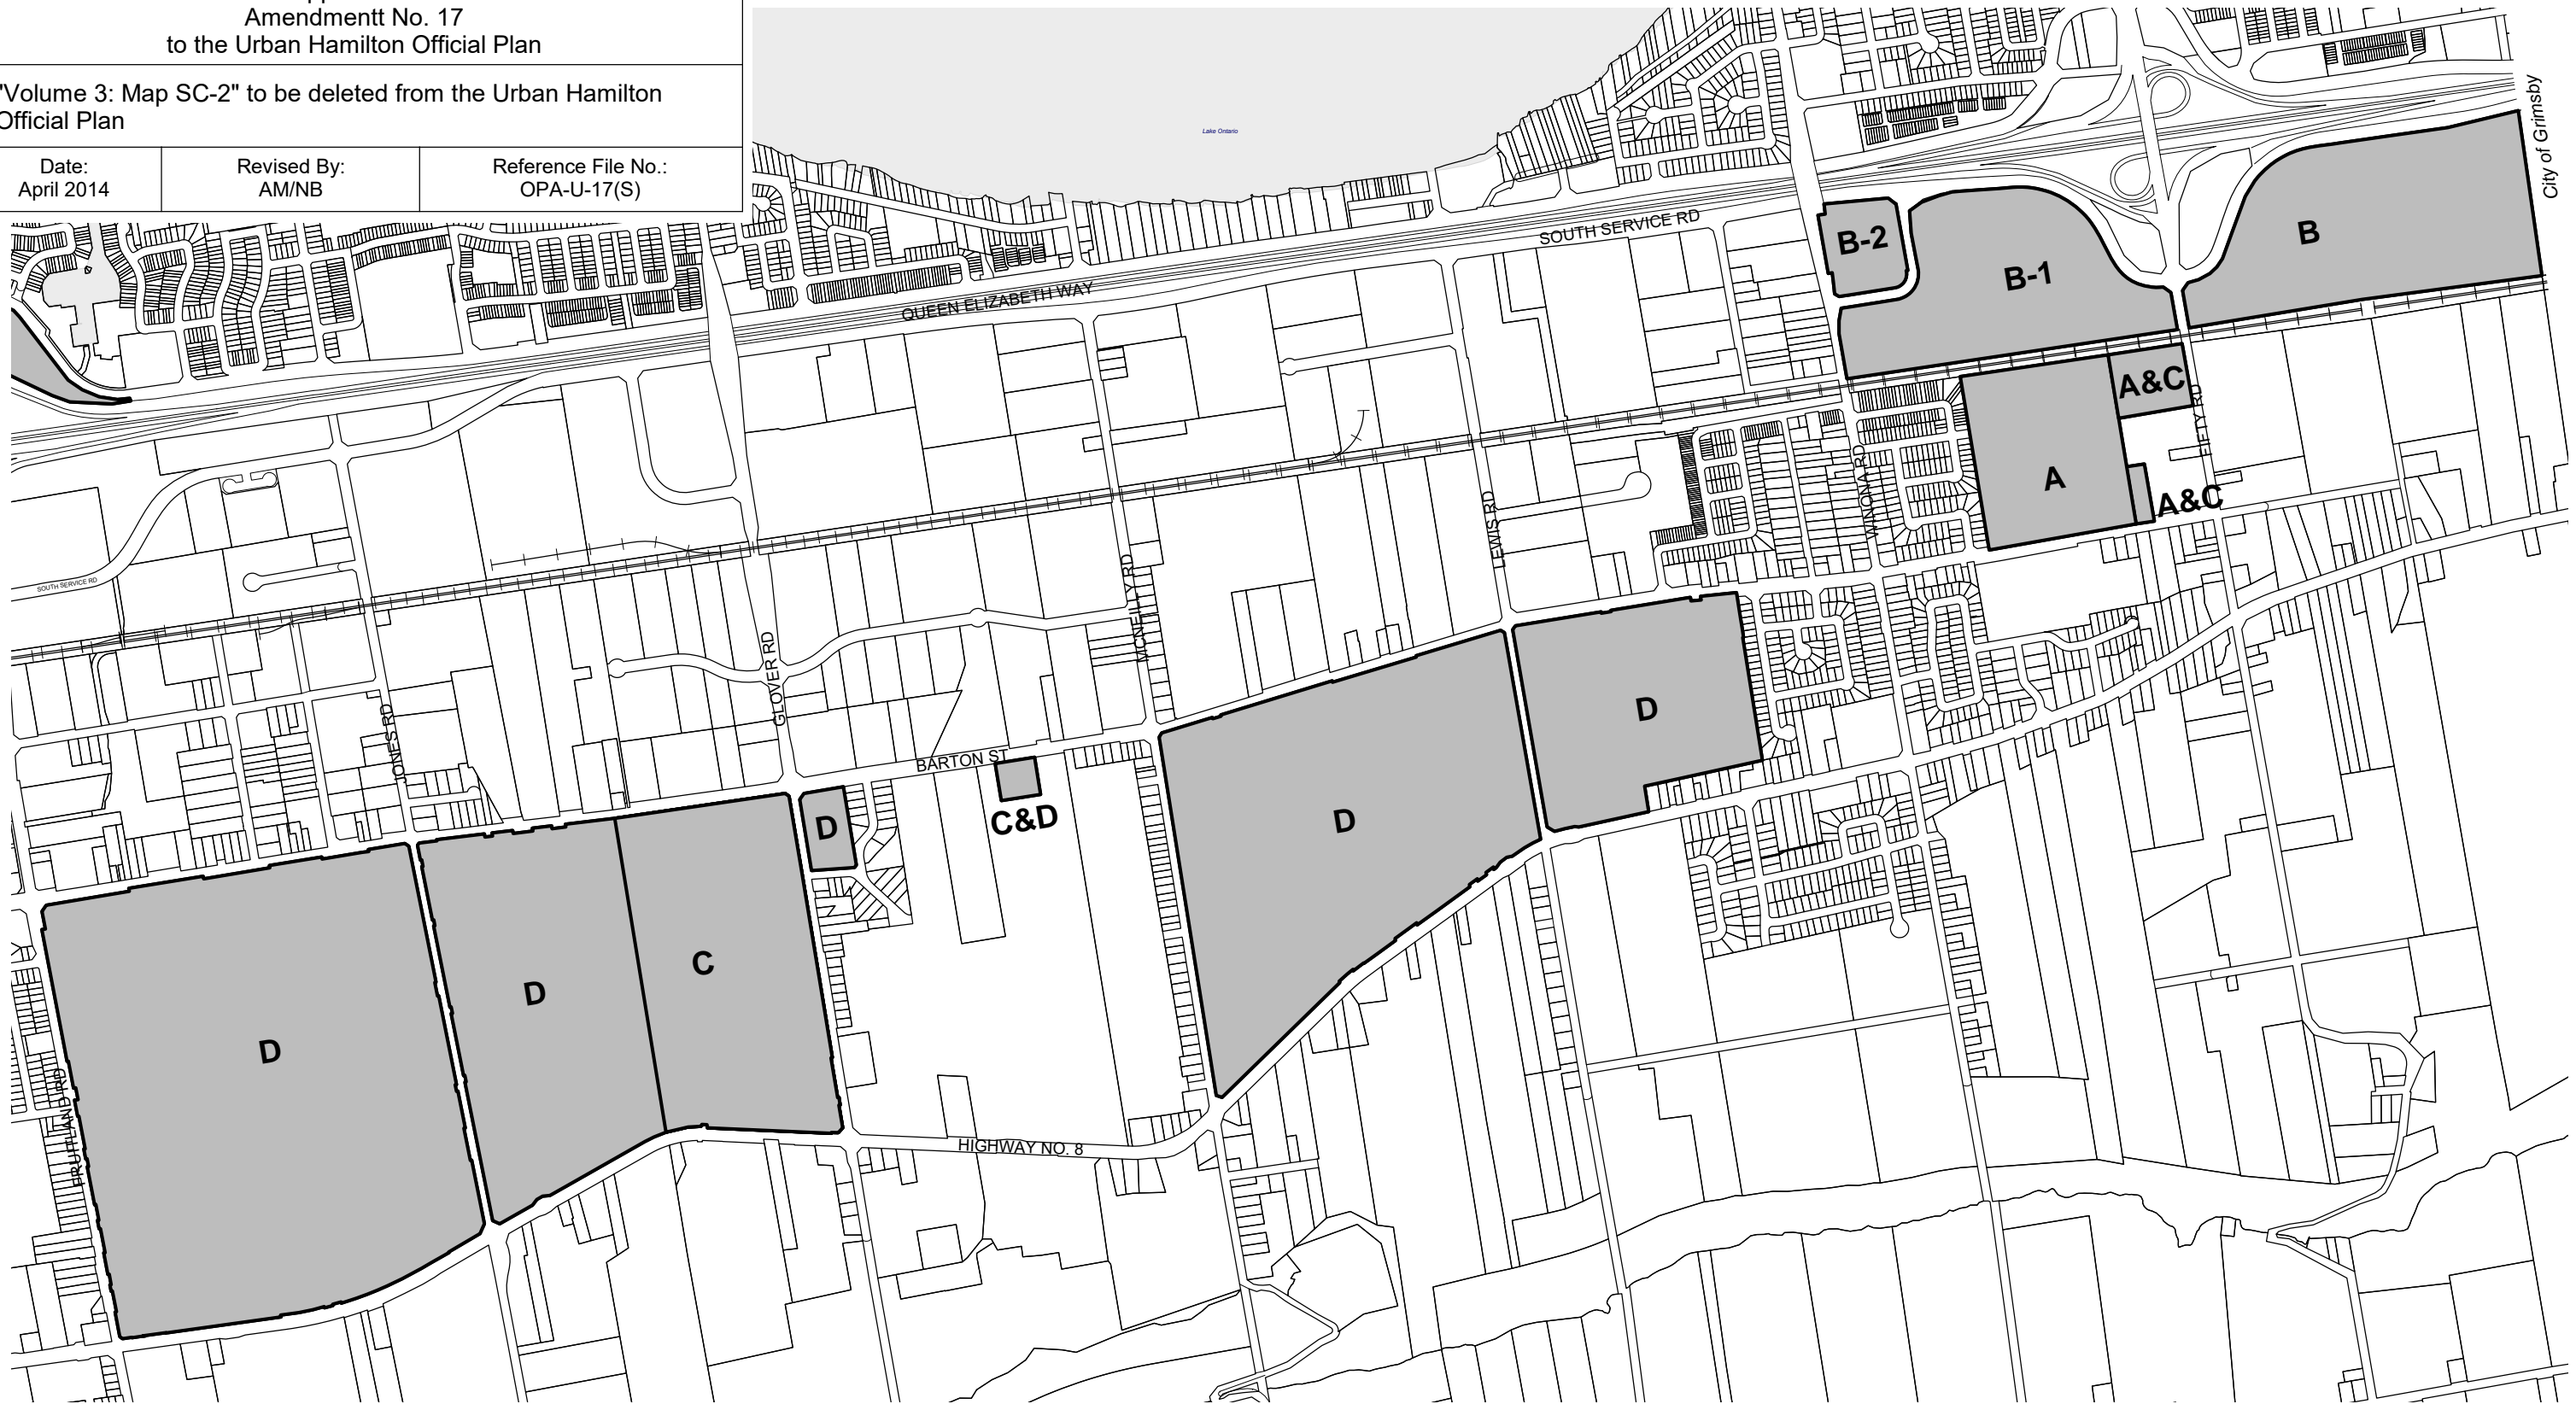 Amendmentt No. 17
to the Urban Hamilton Official Plan
"Volume 3: Map SC-2" to be deleted from the Urban Hamilton
Official Plan
Date:
April 2014
Revised By:
AM/NB
Reference File No.:
OPA-U-17(S)
Lake Ontario
City of Grimsby
SOUTH SERVICE RD
B-2
B-1
B
QUEEN ELIZABETH WAY
A&C
FIFTY RD
A
A&C
WINONA RD
LEWIS RD
SOUTH SERVICE RD
MCNEILLY RD
GLOVER RD
JONES RD
BARTON ST
D
C&D
D
D
D
C
D
FRUITLAND RD
HIGHWAY NO. 8